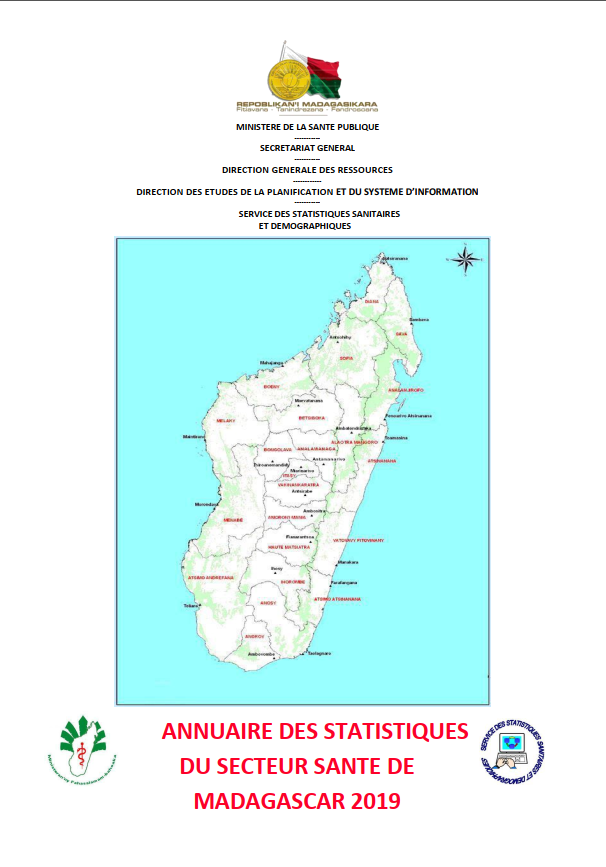 REPOBLIKAN'I MADAGASIKARA
Fitiavana - Tanindrazana - Fandrosoana
MINISTERE DE LA SANTE PUBLIQUE
-----------
SECRETARIAT GENERAL
-----------
DIRECTION GENERALE DES RESSOURCES
------------
DIRECTION DES ETUDES DE LA PLANIFICATION ET DU SYSTEME D'INFORMATION
-----------
SERVICE DES STATISTIQUES SANITAIRES
ET DEMOGRAPHIQUES
Antsiranana
DIANA
Sambava
SAVA
Antsohihy
SOFIA
Mahajanga
ANALANJIROFO
BOENY
Maevatanana
BETSIBOKA
MELAKY
Fenoarivo Atsinanana
Ambatondrazaka
Maintirano
ALAOTRA MANGORO
Toamasina
BONGOLAVA
ANALAMANGA
Antananarivo
ATSINANANA
Tsiroanomandidy
Miarinarivo
ITASY
VAKINANKARATRA
Antsirabe
Morondava
Ambositra
AMORON'I MANIA
MENABE
Fianarantsoa
VATOVAVY FITOVINANY
HAUTE MATSIATRA
Manakara
Ihosy
ATSIMO ANDREFANA
IHOROMBE
Farafangana
Toliara
ANOSY
ATSIMO ATSINANANA
ANDROY
Ambovombe
Taolagnaro
ANNUAIRE DES STATISTIQUES
DU SECTEUR SANTE DE
MADAGASCAR 2019
SERVICE DES STATISTIQUES SANITAIRES ET DEMOGRAPHIQUES